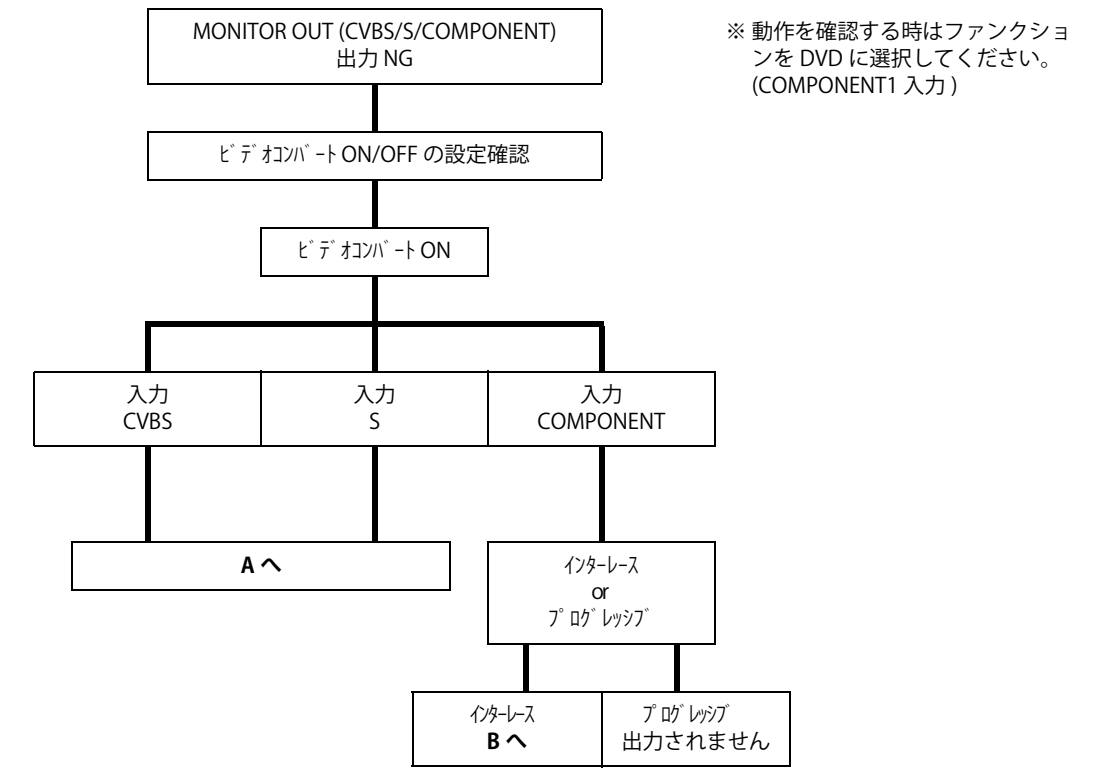 MONITOR OUT (CVBS/S/COMPONENT)
出力 NG
※ 動作を確認する時はファンクショ
ンを DVD に選択してください。
(COMPONENT1 入力 )
ﾋﾞﾃﾞｵｺﾝﾊﾞｰﾄ ON/OFF の設定確認
ﾋﾞﾃﾞｵｺﾝﾊﾞｰﾄ ON
入力
CVBS
入力
S
入力
COMPONENT
A へ
ｲﾝﾀｰﾚｰｽ
or
ﾌﾟﾛｸﾞﾚｯｼﾌﾞ
ｲﾝﾀｰﾚｰｽ
B へ
ﾌﾟﾛｸﾞﾚｯｼﾌﾞ
出力されません